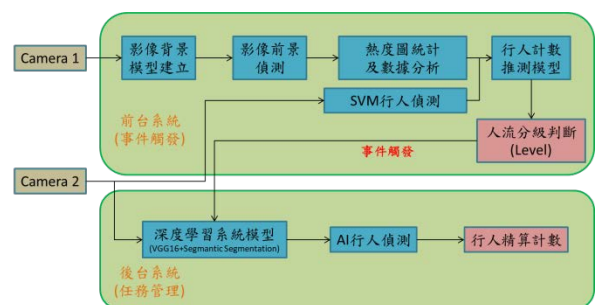 Camera 1
影像背景
模型建立
影像前景
偵測
熱度圖統計
及數據分析
行人計數
推測模型
SVM行人偵測
前台系統
(事件觸發)
人流分級判斷
(Level)
事件觸發
Camera 2
深度學習系統模型
(VGG16+Segmantic Segmentation)
AI行人偵測
行人精算計數
後台系統
(任務管理)